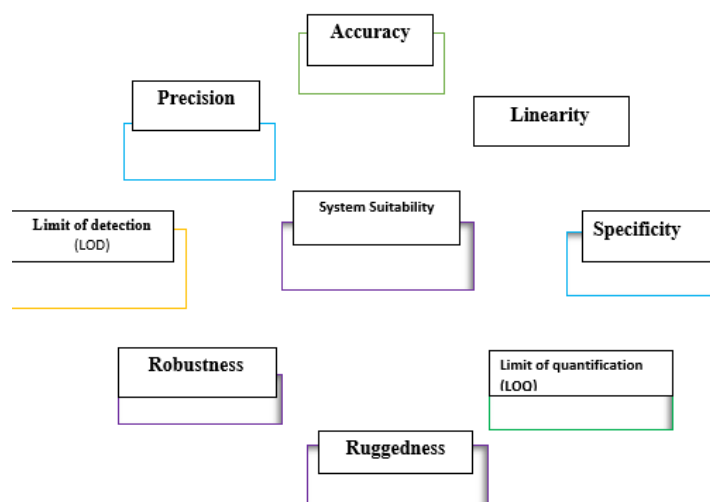 Accuracy
Precision
Linearity
System Suitability
Limit of detection
(LOD)
Specificity
Robustness
Limit of quantification
(LOQ)
Ruggedness